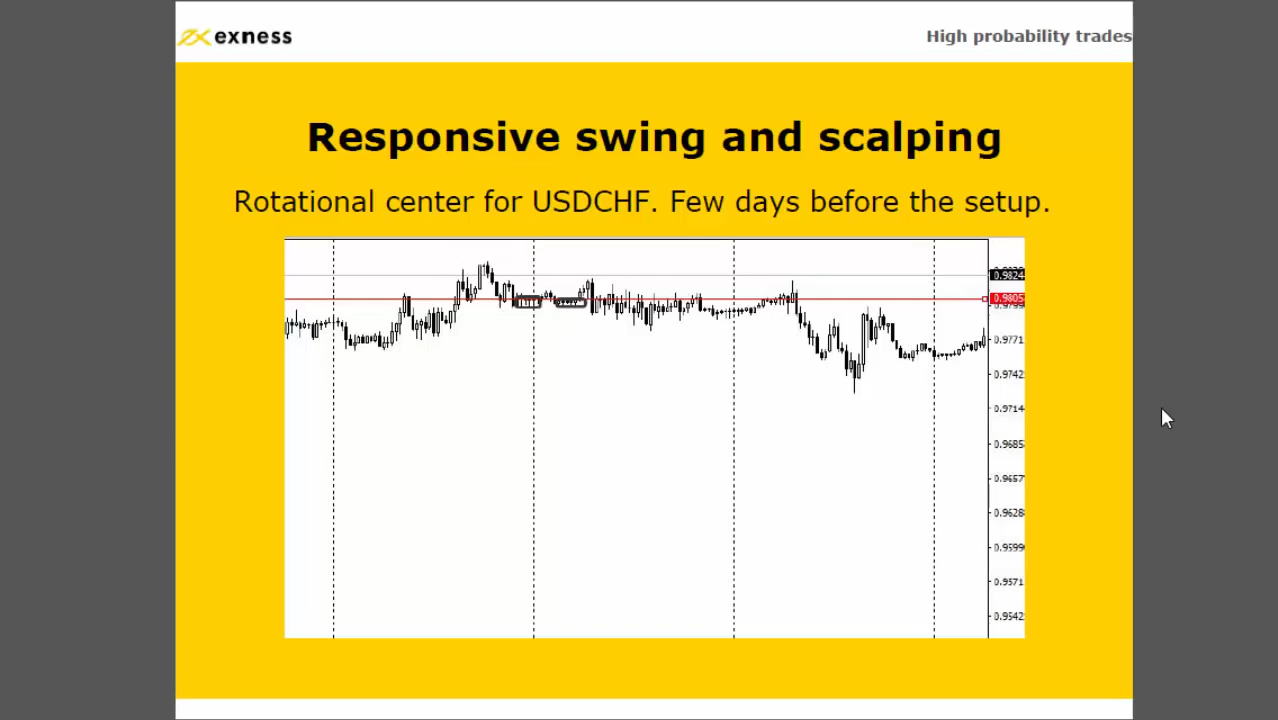 exness
High probability trades
Responsive swing and scalping
Rotational center for USDCHF. Few days before the setup.
0.9824
0.9805
0.9771
0.9742
0.9714
0.9685
0.9657
0.9628
0.9599
0.9571
0.9542